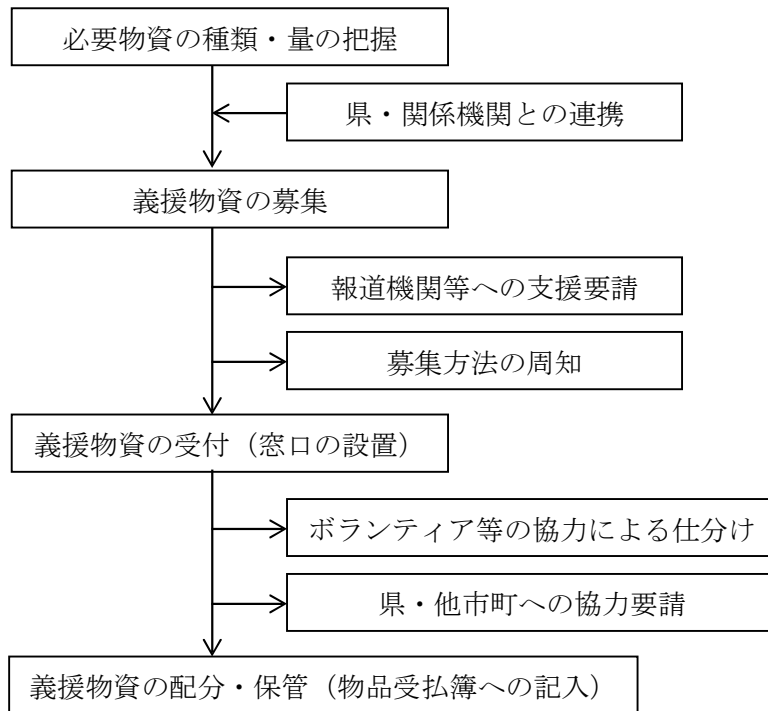 必要物資の種類・量の把握
県・関係機関との連携
義援物資の募集
報道機関等への支援要請
募集方法の周知
義援物資の受付（窓口の設置）
ボランティア等の協力による仕分け
県・他市町への協力要請
義援物資の配分・保管（物品受払簿への記入）